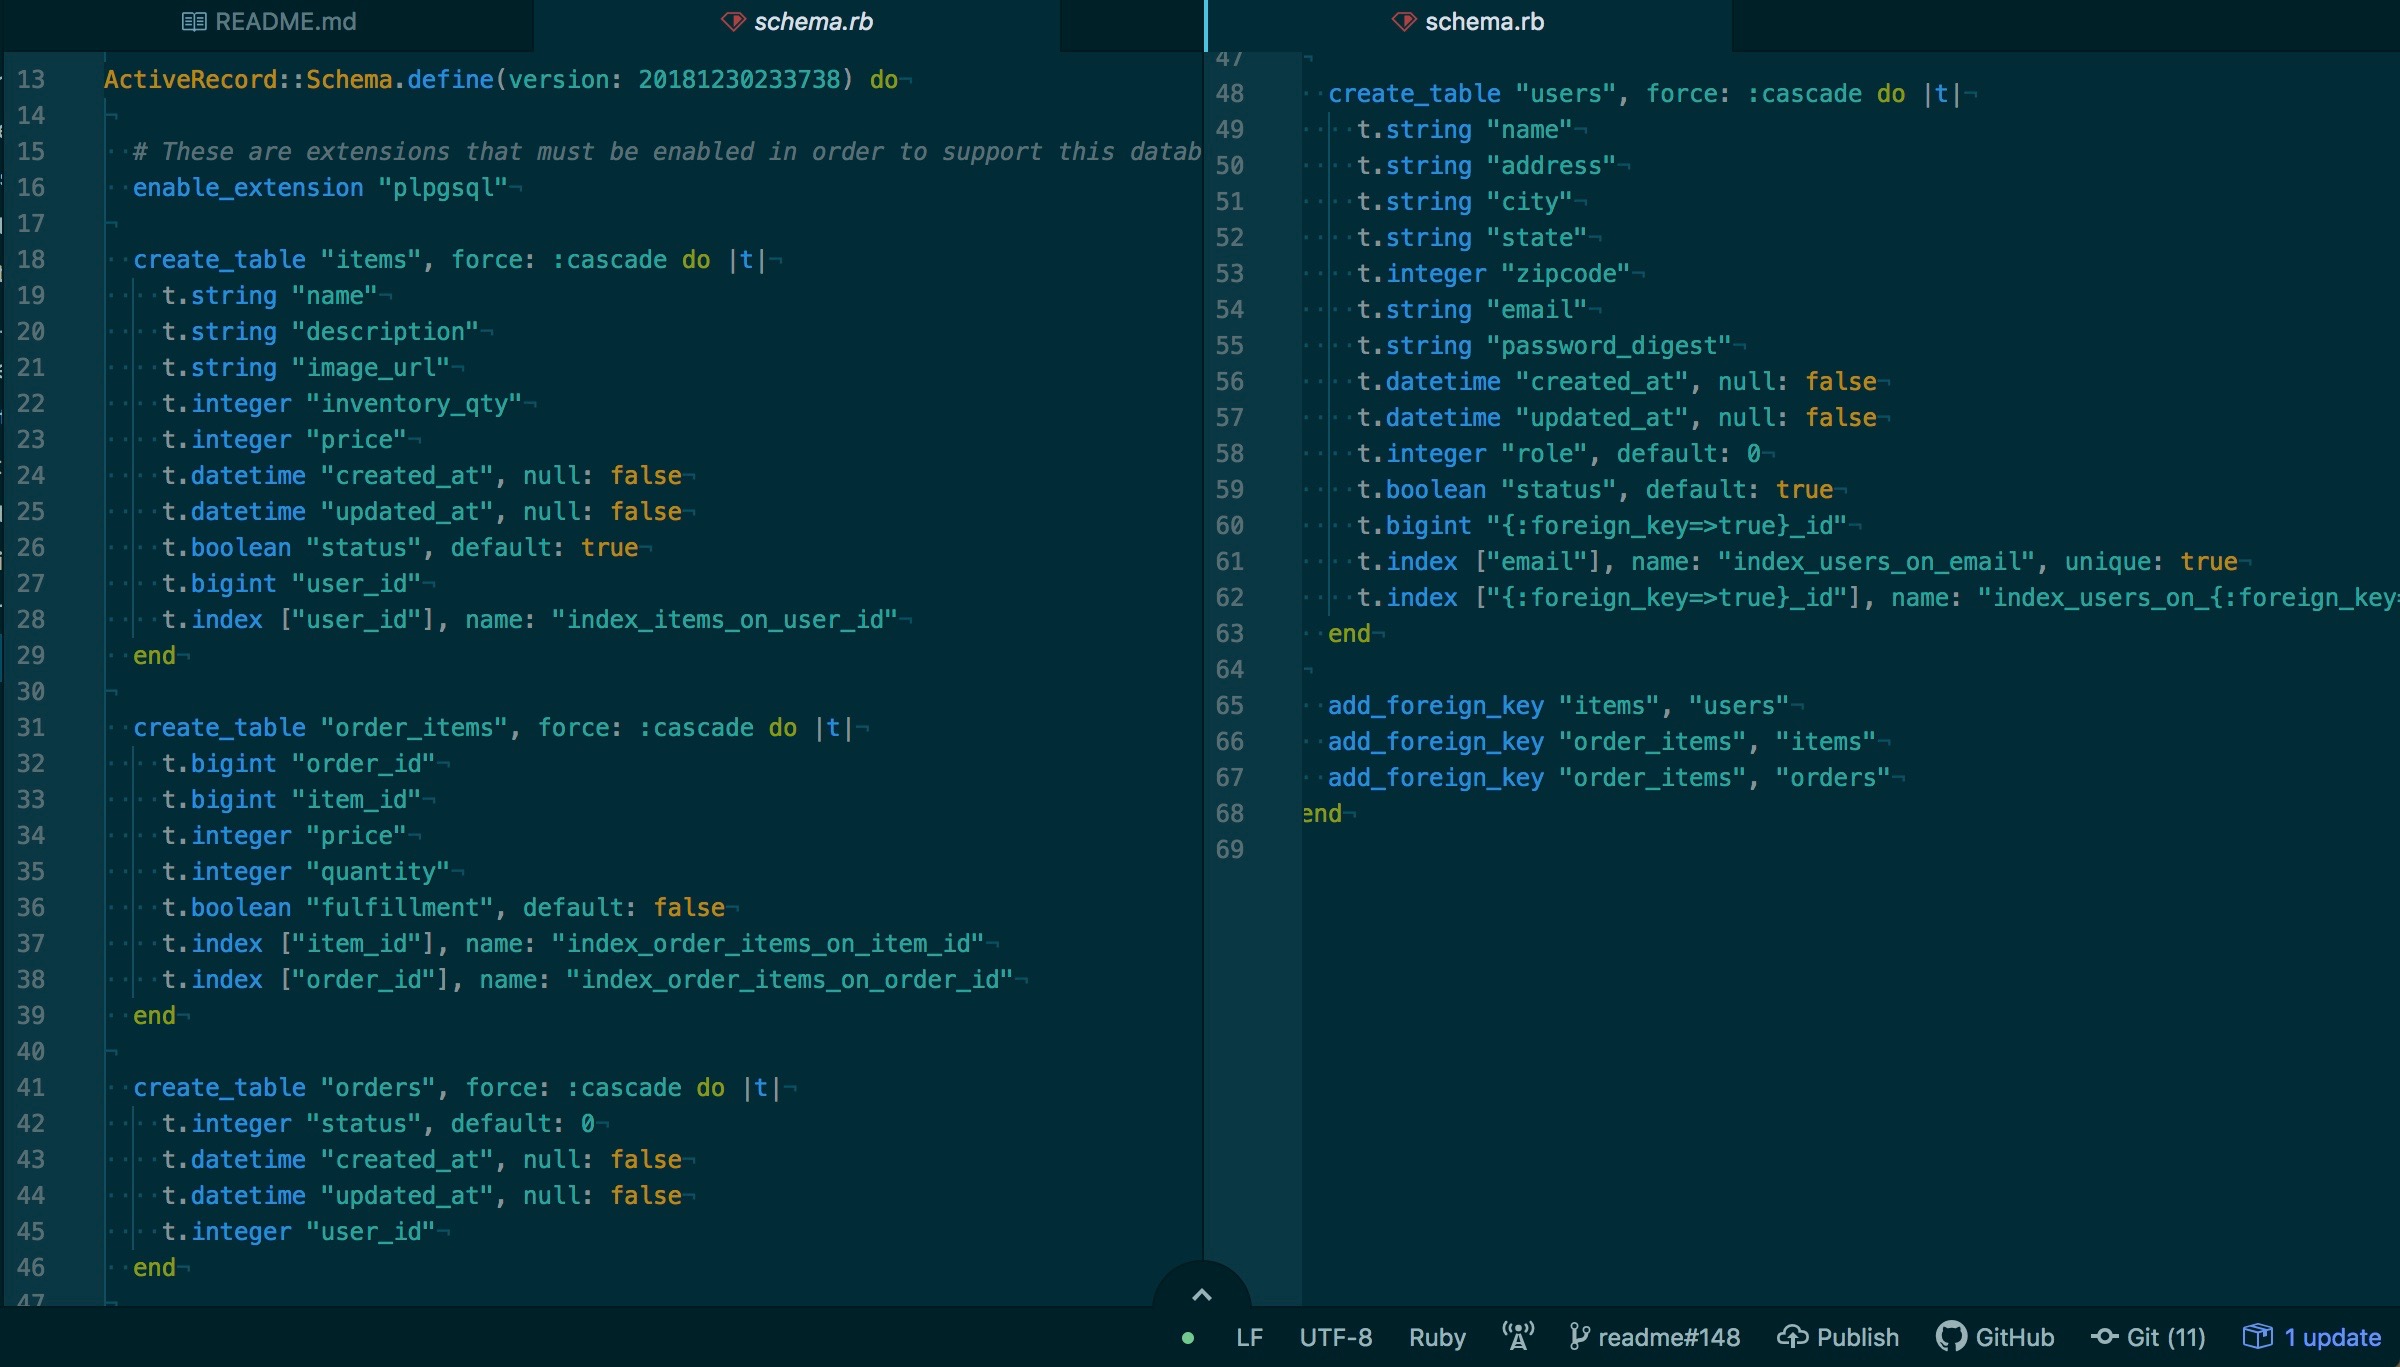 README.md
schema.rb
13 ActiveRecord::Schema.define(version: 20181230233738) do
14
15 # These are extensions that must be enabled in order to support this datab
16 enable_extension "plpgsql"
17
18 create_table "items", force: :cascade do |t|
19 t.string "name"
20 t.string "description"
21 t.string "image_url"
22 t.integer "inventory_qty"
23 t.integer "price"
24 t.datetime "created_at", null: false
25 t.datetime "updated_at", null: false
26 t.boolean "status", default: true
27 t.bigint "user_id"
28 t.index ["user_id"], name: "index_items_on_user_id"
29 end
30
31 create_table "order_items", force: :cascade do |t|
32 t.bigint "order_id"
33 t.bigint "item_id"
34 t.integer "price"
35 t.integer "quantity"
36 t.boolean "fulfillment", default: false
37 t.index ["item_id"], name: "index_order_items_on_item_id"
38 t.index ["order_id"], name: "index_order_items_on_order_id"
39 end
40
41 create_table "orders", force: :cascade do |t|
42 t.integer "status", default: 0
43 t.datetime "created_at", null: false
44 t.datetime "updated_at", null: false
45 t.integer "user_id"
46 end
47
schema.rb
47
48 create_table "users", force: :cascade do |t|
49 t.string "name"
50 t.string "address"
51 t.string "city"
52 t.string "state"
53 t.integer "zipcode"
54 t.string "email"
55 t.string "password_digest"
56 t.datetime "created_at", null: false
57 t.datetime "updated_at", null: false
58 t.integer "role", default: 0
59 t.boolean "status", default: true
60 t.bigint "{:foreign_key=>true}_id"
61 t.index ["email"], name: "index_users_on_email", unique: true
62 t.index ["{:foreign_key=>true}_id"], name: "index_users_on_{:foreign_key=
63 end
64
65 add_foreign_key "items", "users"
66 add_foreign_key "order_items", "items"
67 add_foreign_key "order_items", "orders"
68 end
69
LF UTF-8 Ruby readme#148 Publish GitHub Git (11) 1 update